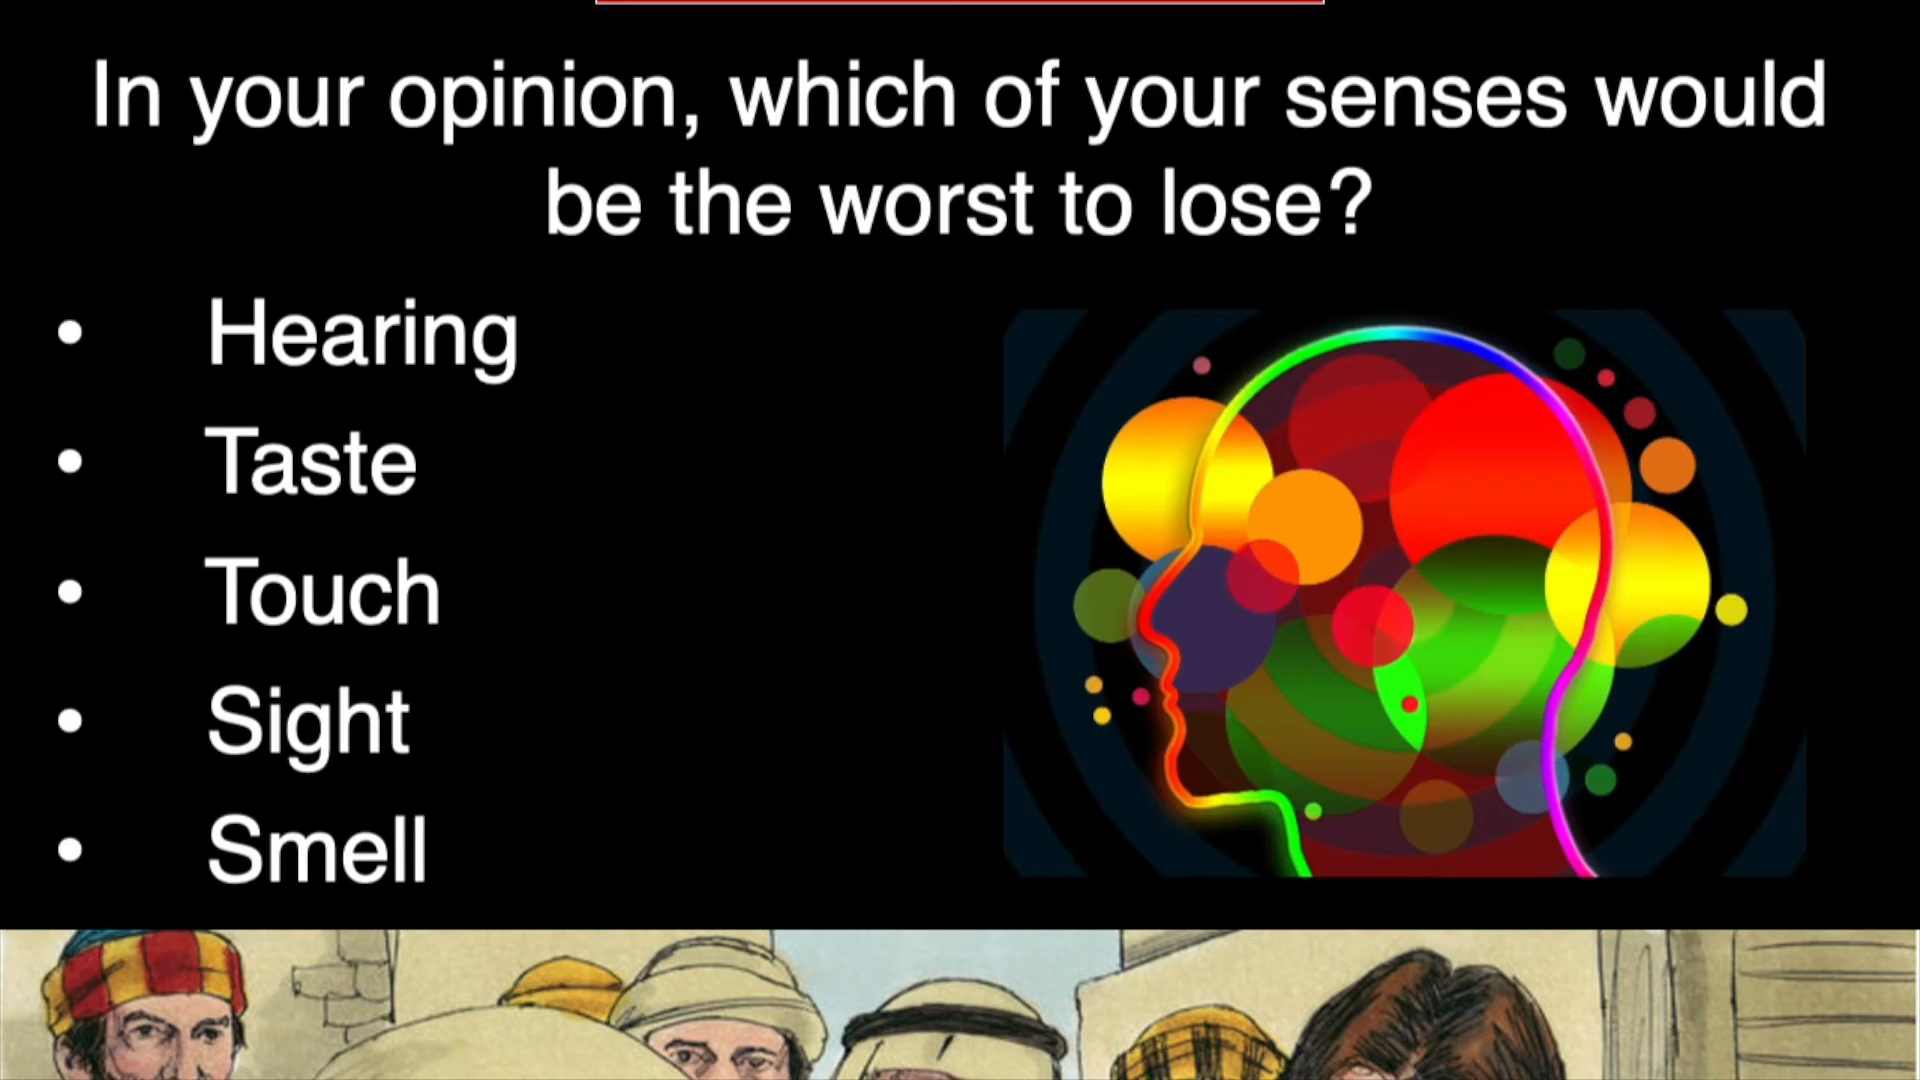 In your opinion, which of your senses would
be the worst to lose?
• Hearing
• Taste
• Touch
• Sight
• Smell